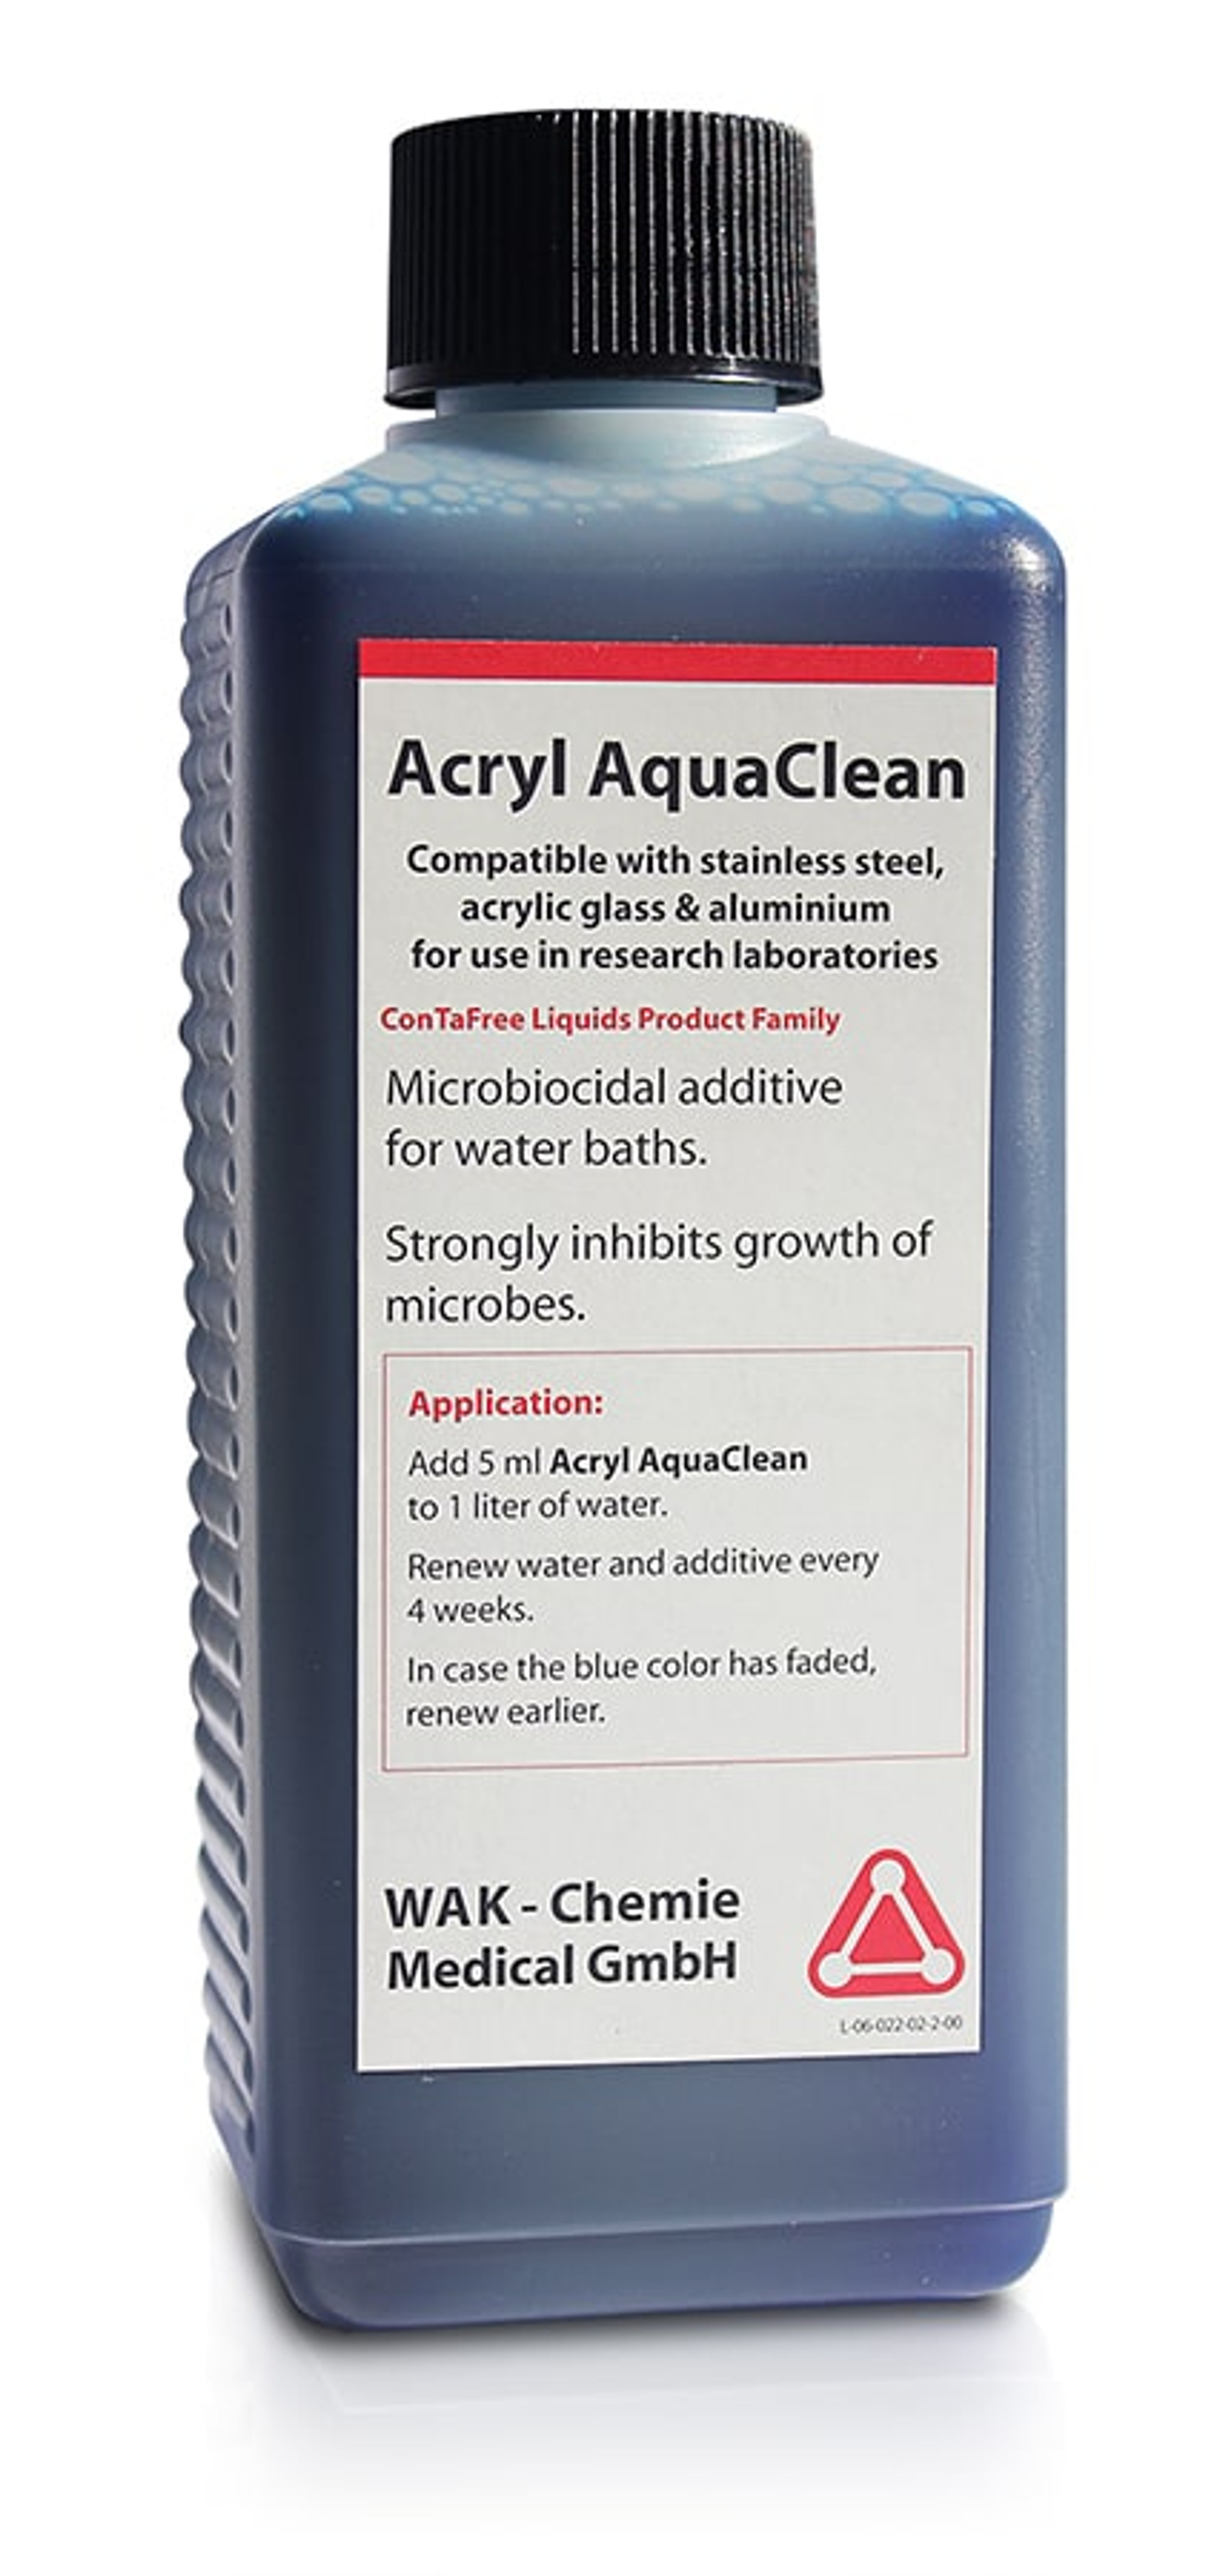 Acryl AquaClean
Compatible with stainless steel,
acrylic glass & aluminium
for use in research laboratories
ConTaFree Liquids Product Family
Microbiocidal additive
for water baths.
Strongly inhibits growth of
microbes.
Application:
Add 5 ml Acryl AquaClean
to 1 liter of water.
Renew water and additive every
4 weeks.
In case the blue color has faded,
renew earlier.
WAK - Chemie
Medical GmbH
L-06-022-02-2-00